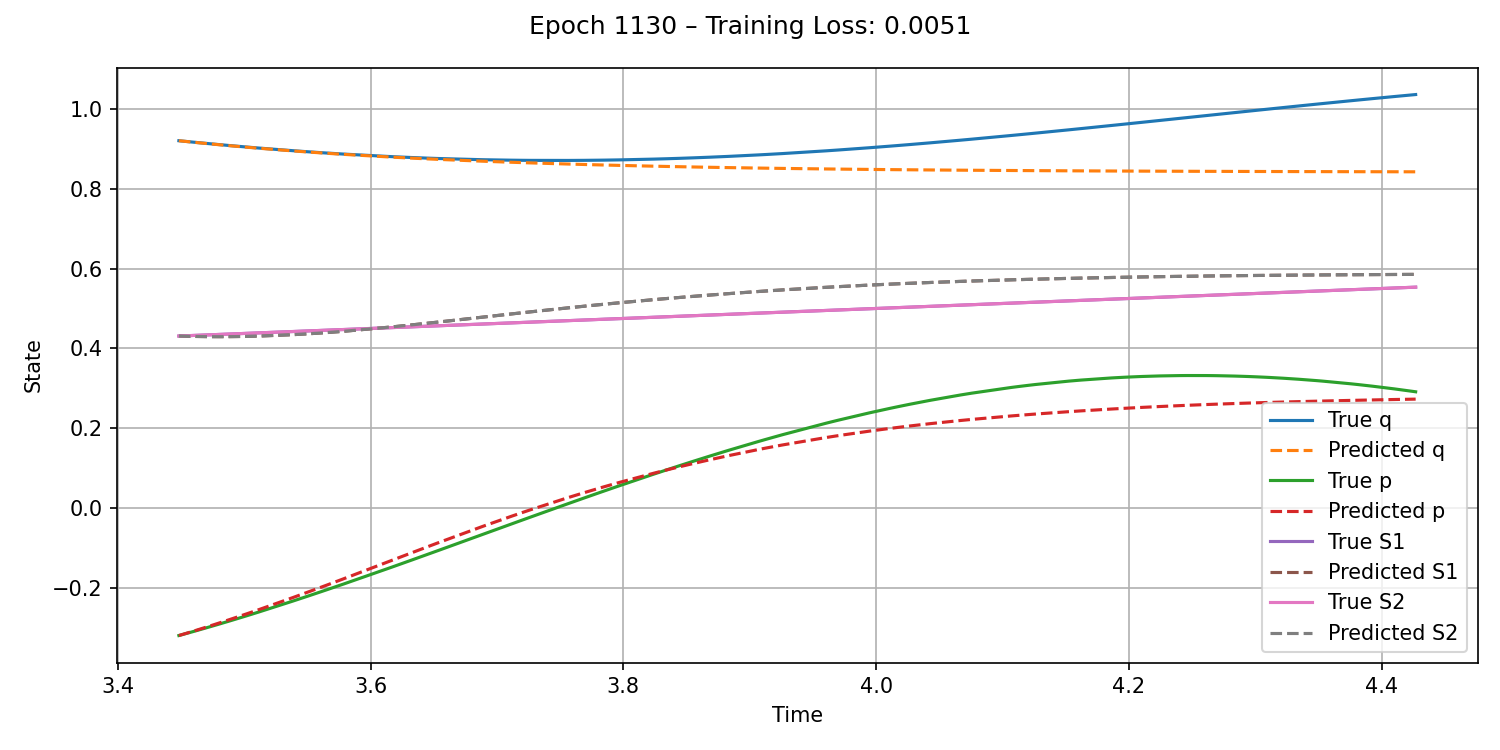 Epoch 1130 – Training Loss: 0.0051
1.0
0.8
0.6
0.4
0.2
0.0
−0.2
State
3.4
3.6
3.8
4.0
4.2
4.4
Time
True q
Predicted q
True p
Predicted p
True S1
Predicted S1
True S2
Predicted S2